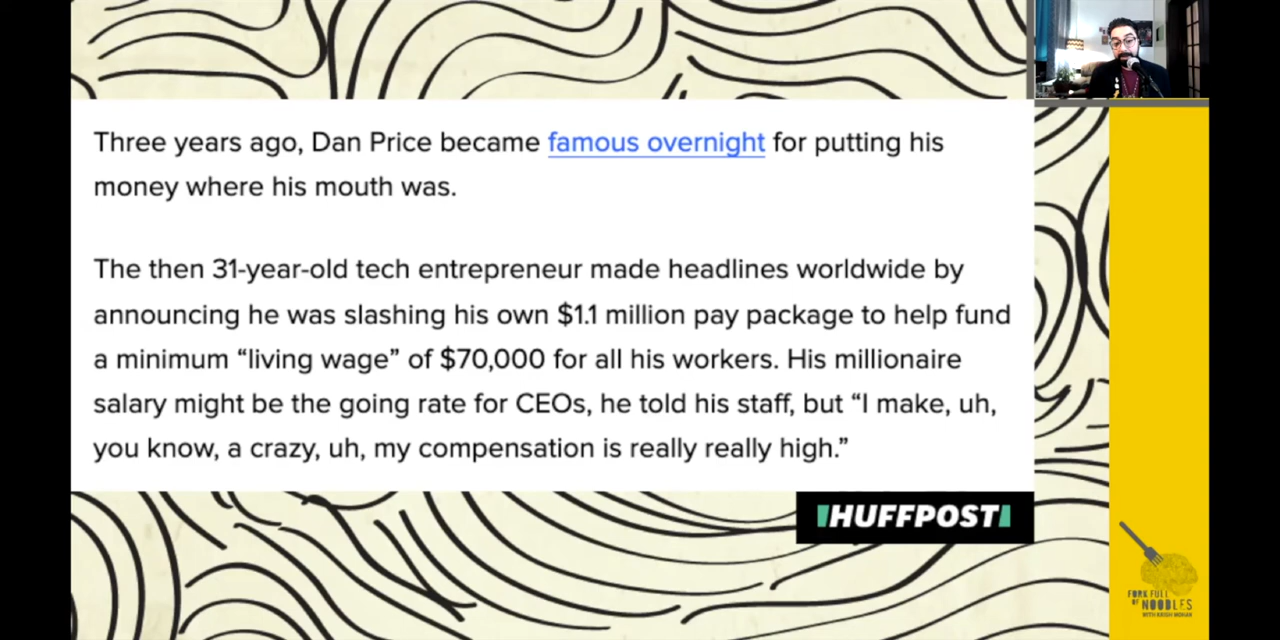 Three years ago, Dan Price became famous overnight for putting his
money where his mouth was.
The then 31-year-old tech entrepreneur made headlines worldwide by
announcing he was slashing his own $1.1 million pay package to help fund
a minimum “living wage” of $70,000 for all his workers. His millionaire
salary might be the going rate for CEOs, he told his staff, but “I make, uh,
you know, a crazy, uh, my compensation is really really high.”
HUFFPOST
FORK FULL
OF NOODLES
WITH KRISH MOHAN